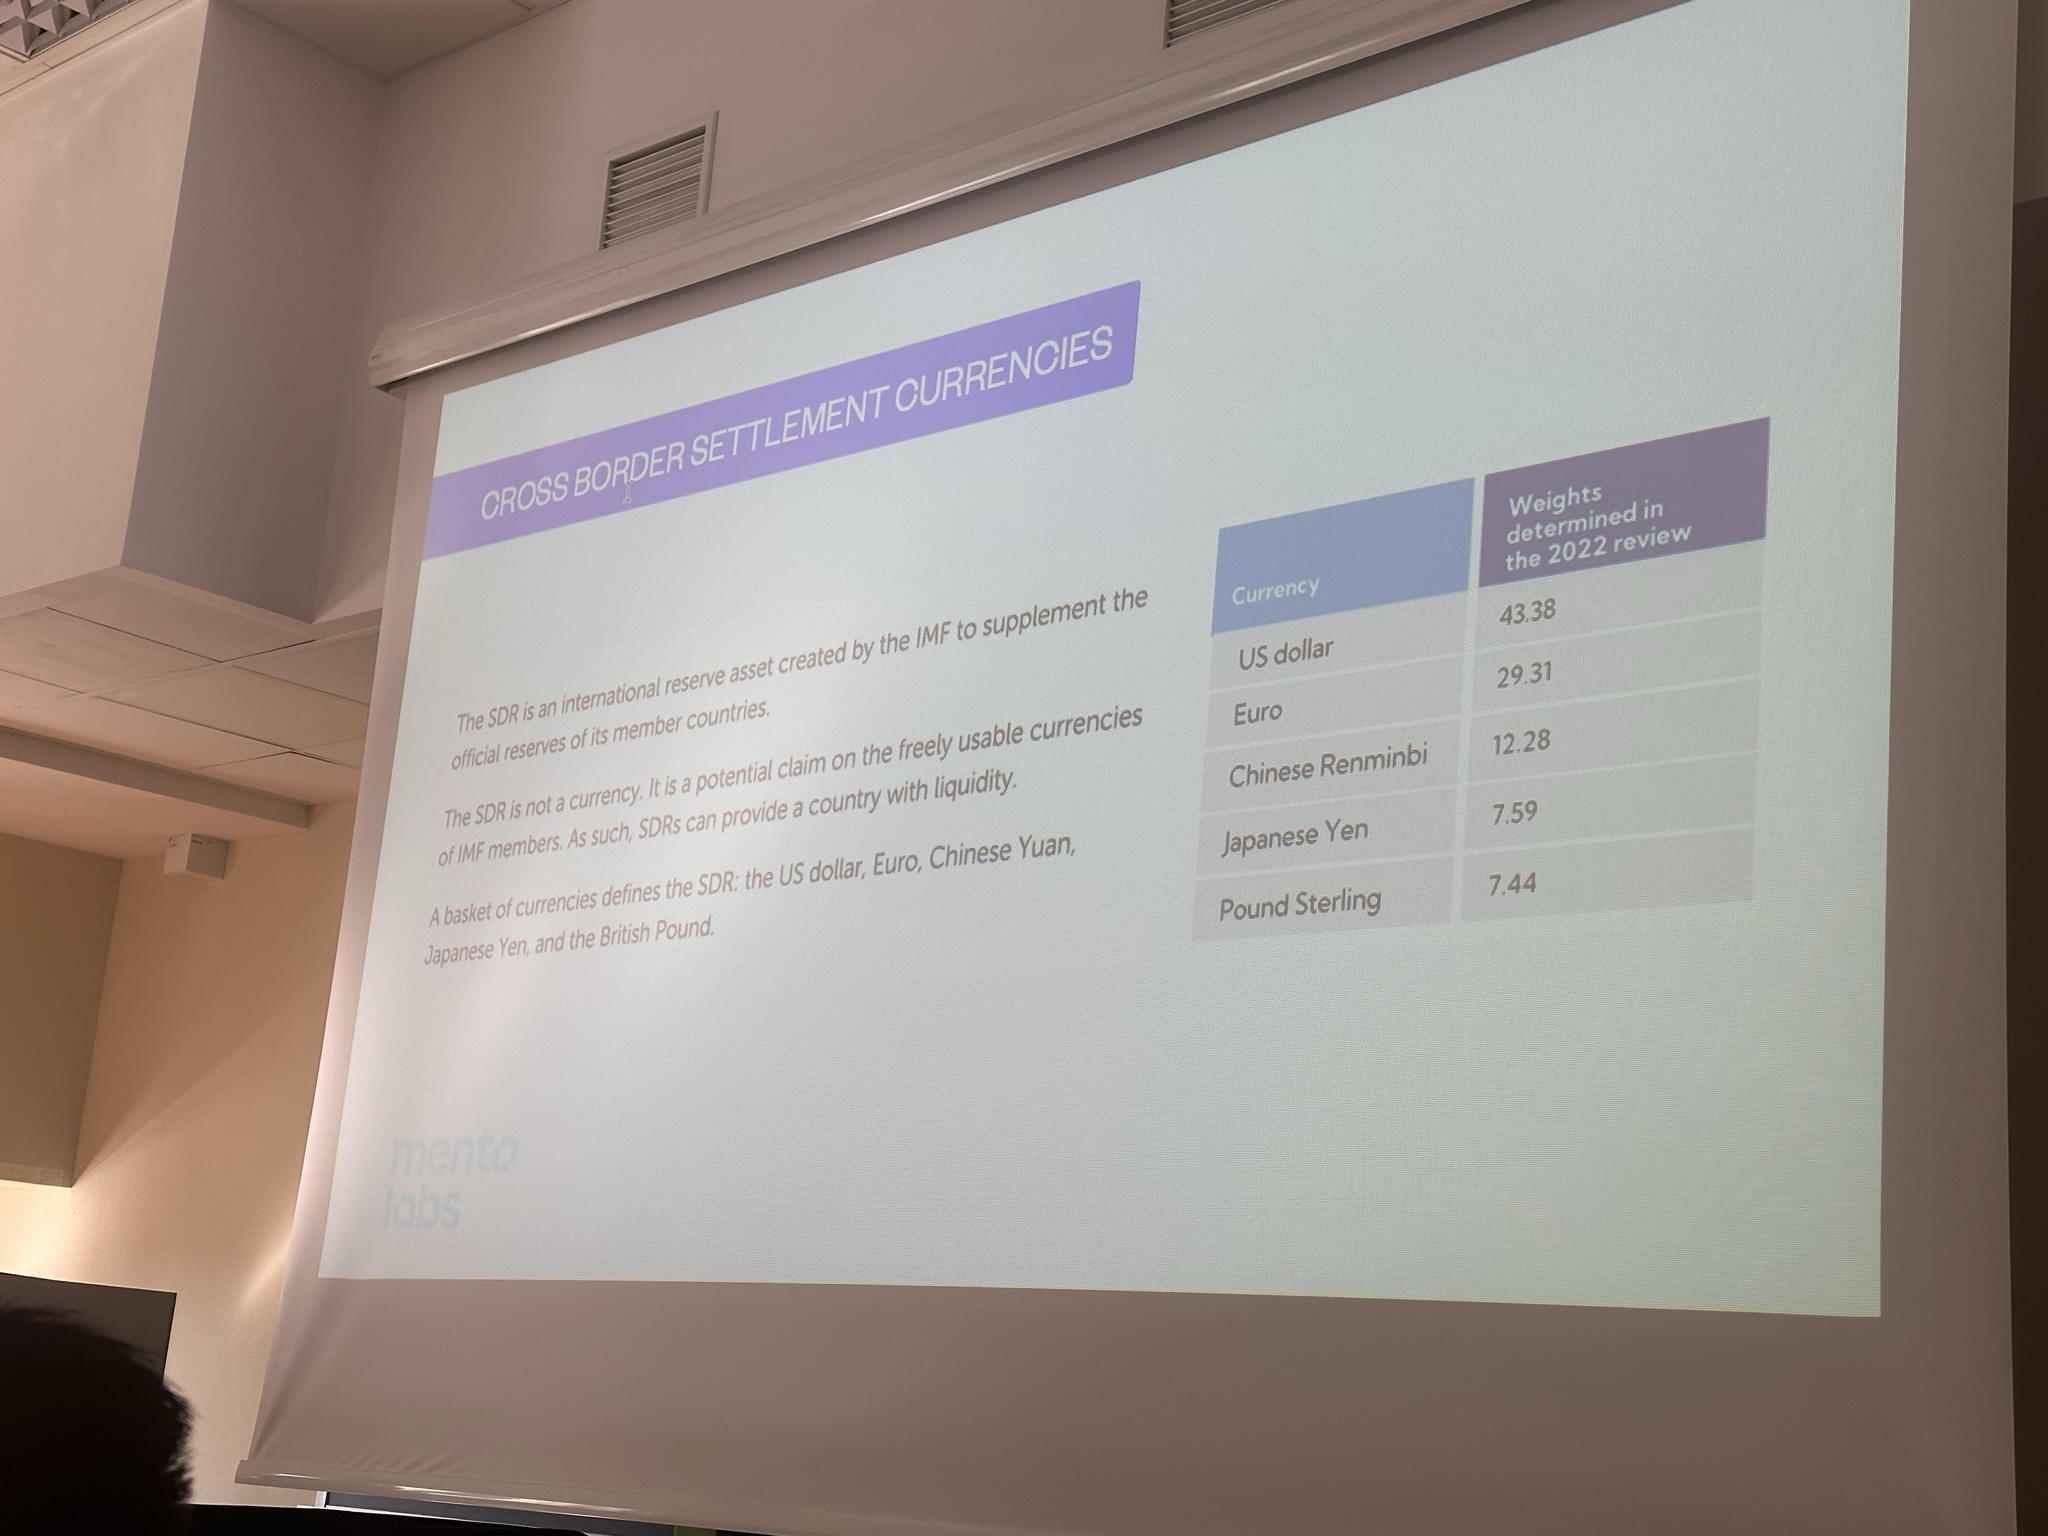 CROSS BORDER SETTLEMENT CURRENCIES
The SDR is an international reserve asset created by the IMF to supplement the
official reserves of its member countries.
The SDR is not a currency. It is a potential claim on the freely usable currencies
of IMF members. As such, SDRs can provide a country with liquidity.
A basket of currencies defines the SDR: the US dollar, Euro, Chinese Yuan,
Japanese Yen, and the British Pound.
Currency
Weights
determined in
the 2022 review
US dollar 43.38
Euro 29.31
Chinese Renminbi 12.28
Japanese Yen 7.59
Pound Sterling 7.44
mento
labs